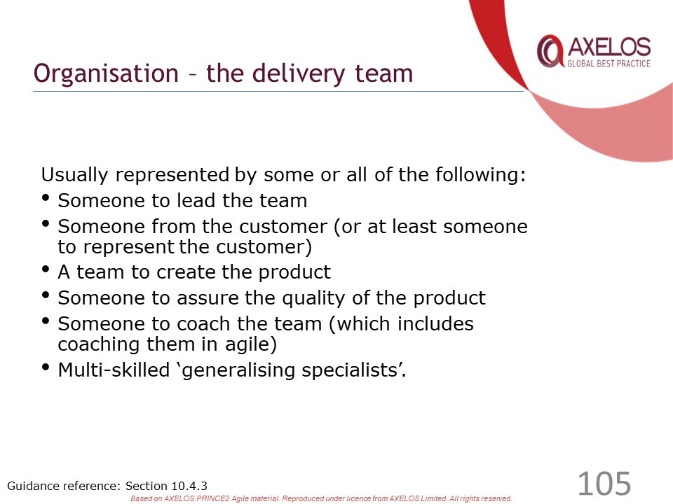 AXELOS
GLOBAL BEST PRACTICE
Organisation – the delivery team
Usually represented by some or all of the following:
• Someone to lead the team
• Someone from the customer (or at least someone
to represent the customer)
• A team to create the product
• Someone to assure the quality of the product
• Someone to coach the team (which includes
coaching them in agile)
• Multi-skilled ‘generalising specialists’.
Guidance reference: Section 10.4.3
105
Based on AXELOS PRINCE2 Agile material. Reproduced under licence from AXELOS Limited. All rights reserved.